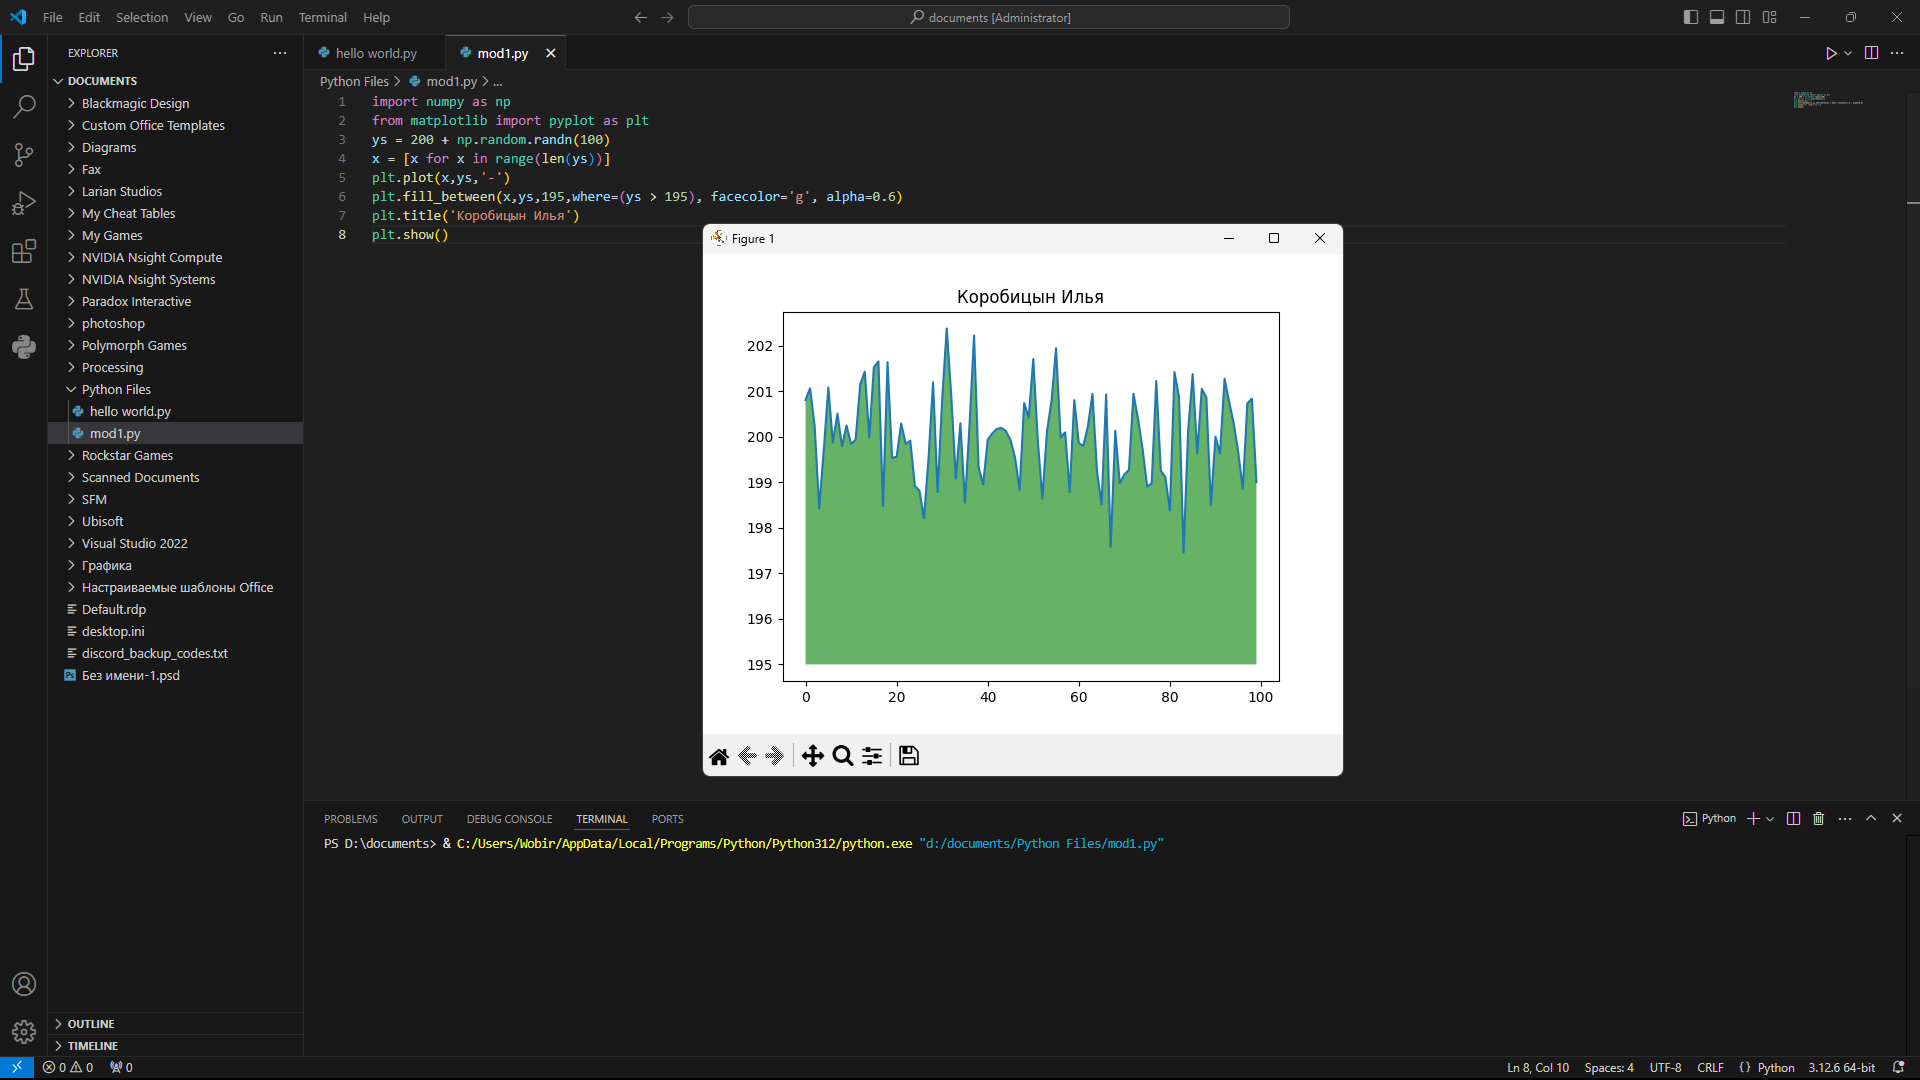 File Edit Selection View Go Run Terminal Help
documents [Administrator]
EXPLORER
DOCUMENTS
Blackmagic Design
Custom Office Templates
Diagrams
Fax
Larian Studios
My Cheat Tables
My Games
NVIDIA Nsight Compute
NVIDIA Nsight Systems
Paradox Interactive
photoshop
Polymorph Games
Processing
Python Files
hello world.py
mod1.py
Rockstar Games
Scanned Documents
SFM
Ubisoft
Visual Studio 2022
Графика
Настраиваемые шаблоны Office
Default.rdp
desktop.ini
discord_backup_codes.txt
Ps Без имени-1.psd
OUTLINE
TIMELINE
hello world.py mod1.py
Python Files > mod1.py > ...
1 import numpy as np
2 from matplotlib import pyplot as plt
3 ys = 200 + np.random.randn(100)
4 x = [x for x in range(len(ys))]
5 plt.plot(x,ys,'-')
6 plt.fill_between(x,ys,195,where=(ys > 195), facecolor='g', alpha=0.6)
7 plt.title('Коробицын Илья')
8 plt.show()
Figure 1
Коробицын Илья
202
201
200
199
198
197
196
195
0 20 40 60 80 100
PROBLEMS OUTPUT DEBUG CONSOLE TERMINAL PORTS
Python
PS D:\documents> & C:/Users/Wobir/AppData/Local/Programs/Python/Python312/python.exe "d:/documents/Python Files/mod1.py"
0 0 0
Ln 8, Col 10 Spaces: 4 UTF-8 CRLF {} Python 3.12.6 64-bit